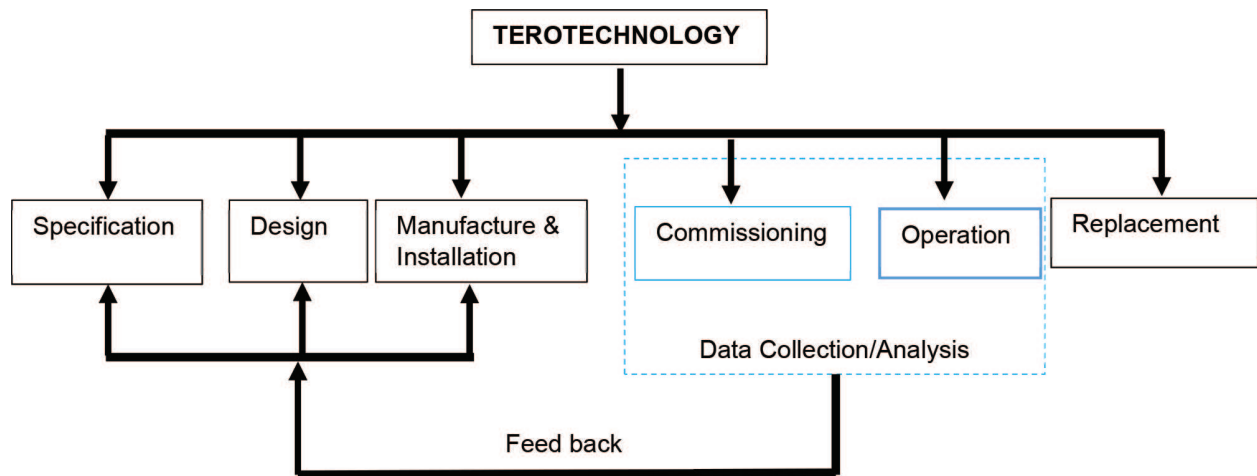 TEROTECHNOLOGY
Specification
Design
Manufacture &
Installation
Commissioning
Operation
Replacement
Data Collection/Analysis
Feed back